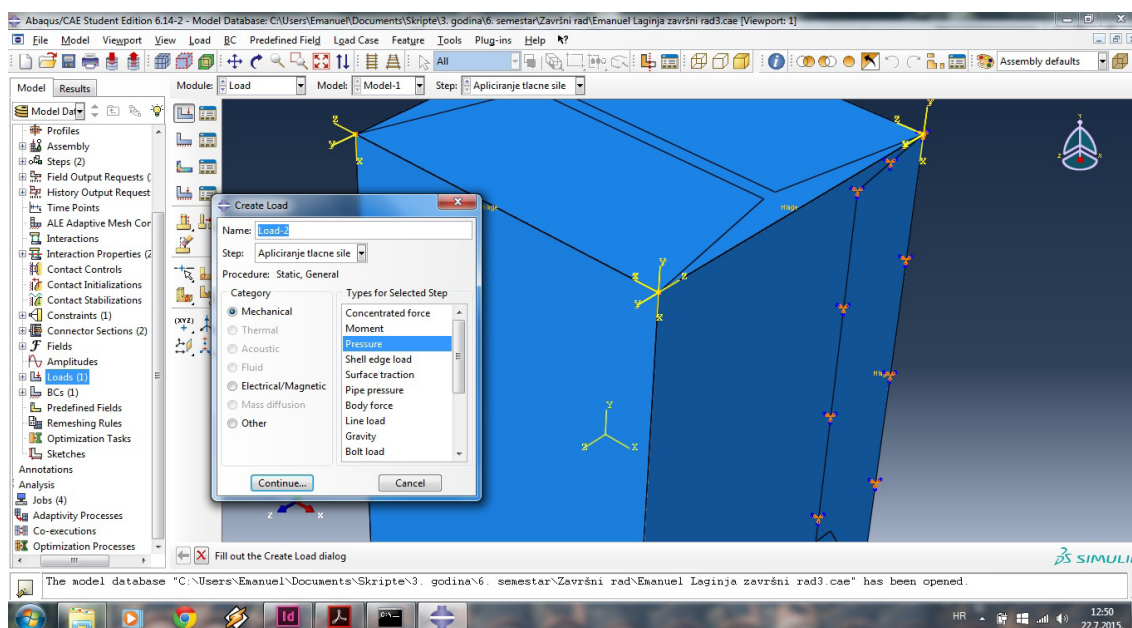 Abaqus/CAE Student Edition 6.14-2 - Model Database: C:\Users\Emanuel\Documents\Skripte\3. godina\6. semestar\Završni rad\Emanuel Laginja završni rad3.cae [Viewport: 1]
File Model Viewport View Load BC Predefined Field Load Case Feature Tools Plug-ins Help
All
Assembly defaults
Model Results
Module: Load Model: Model-1 Step: Apliciranje tlacne sile
Model Dat
Profiles
Assembly
Steps (2)
Field Output Requests (
History Output Request
Time Points
ALE Adaptive Mesh Con
Interactions
Interaction Properties (2
Contact Controls
Contact Initializations
Contact Stabilizations
Constraints (1)
Connector Sections (2)
Fields
Amplitudes
Loads (1)
BCs (1)
Predefined Fields
Remeshing Rules
Optimization Tasks
Sketches
Annotations
Analysis
Jobs (4)
Adaptivity Processes
Co-executions
Optimization Processes
Create Load
Name: Load-2
Step: Apliciranje tlacne sile
Procedure: Static, General
Category
Mechanical
Thermal
Acoustic
Fluid
Electrical/Magnetic
Mass diffusion
Other
Types for Selected Step
Concentrated force
Moment
Pressure
Shell edge load
Surface traction
Pipe pressure
Body force
Line load
Gravity
Bolt load
Continue...
Cancel
Hinge
Hinge
Y
Z
X
Z
X
Fill out the Create Load dialog
SIMULI
The model database "C:\Users\Emanuel\Documents\Skripte\3. godina\6. semestar\Završni rad\Emanuel Laginja završni rad3.cae" has been opened.
Id
HR
12:50
22.7.2015.